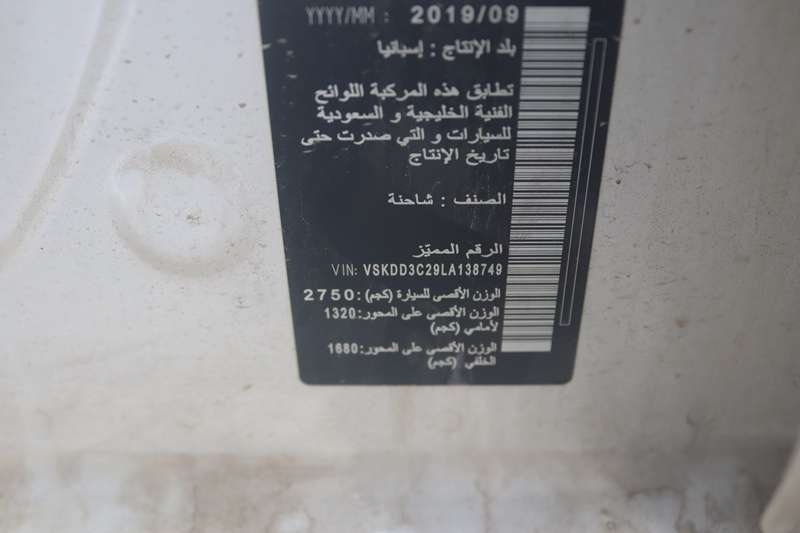 YYYY/MM : 2019/09
بلد الإنتاج : إسبانيا
تطابق هذه المركبة اللوائح
الفنية الخليجية و السعودية
للسيارات و التي صدرت حتى
تاريخ الإنتاج
الصنف : شاحنة
الرقم المميّز
VIN: VSKDD3C29LA138749
الوزن الأقصى للسيارة (كجم): 2750
الوزن الأقصى على المحور: 1320
لأمامي (كجم)
الوزن الأقصى على المحور: 1680
الخلفي (كجم)